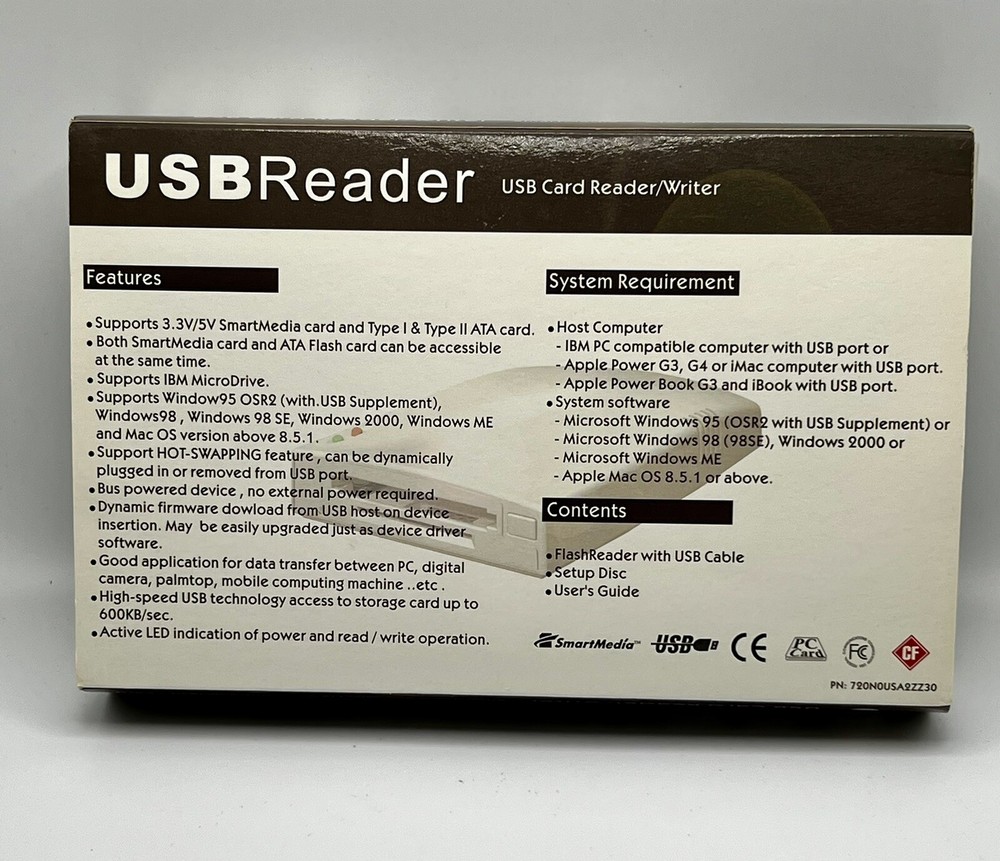 USBReader USB Card Reader/Writer
Features
•Supports 3.3V/5V SmartMedia card and Type I & Type II ATA card.
•Both SmartMedia card and ATA Flash card can be accessible
at the same time.
•Supports IBM MicroDrive.
•Supports Window95 OSR2 (with.USB Supplement),
Windows98 , Windows 98 SE, Windows 2000, Windows ME
and Mac OS version above 8.5.1.
•Support HOT-SWAPPING feature , can be dynamically
plugged in or removed from USB port.
•Bus powered device , no external power required.
•Dynamic firmware dowload from USB host on device
insertion. May be easily upgraded just as device driver
software.
•Good application for data transfer between PC, digital
camera, palmtop, mobile computing machine ..etc .
•High-speed USB technology access to storage card up to
600KB/sec.
•Active LED indication of power and read / write operation.
System Requirement
•Host Computer
- IBM PC compatible computer with USB port or
- Apple Power G3, G4 or iMac computer with USB port.
- Apple Power Book G3 and iBook with USB port.
•System software
- Microsoft Windows 95 (OSR2 with USB Supplement) or
- Microsoft Windows 98 (98SE), Windows 2000 or
- Microsoft Windows ME
- Apple Mac OS 8.5.1 or above.
Contents
•FlashReader with USB Cable
•Setup Disc
•User's Guide
SmartMedia™ USB CE PC Card FC CF
PN: 720N0USA2ZZ30